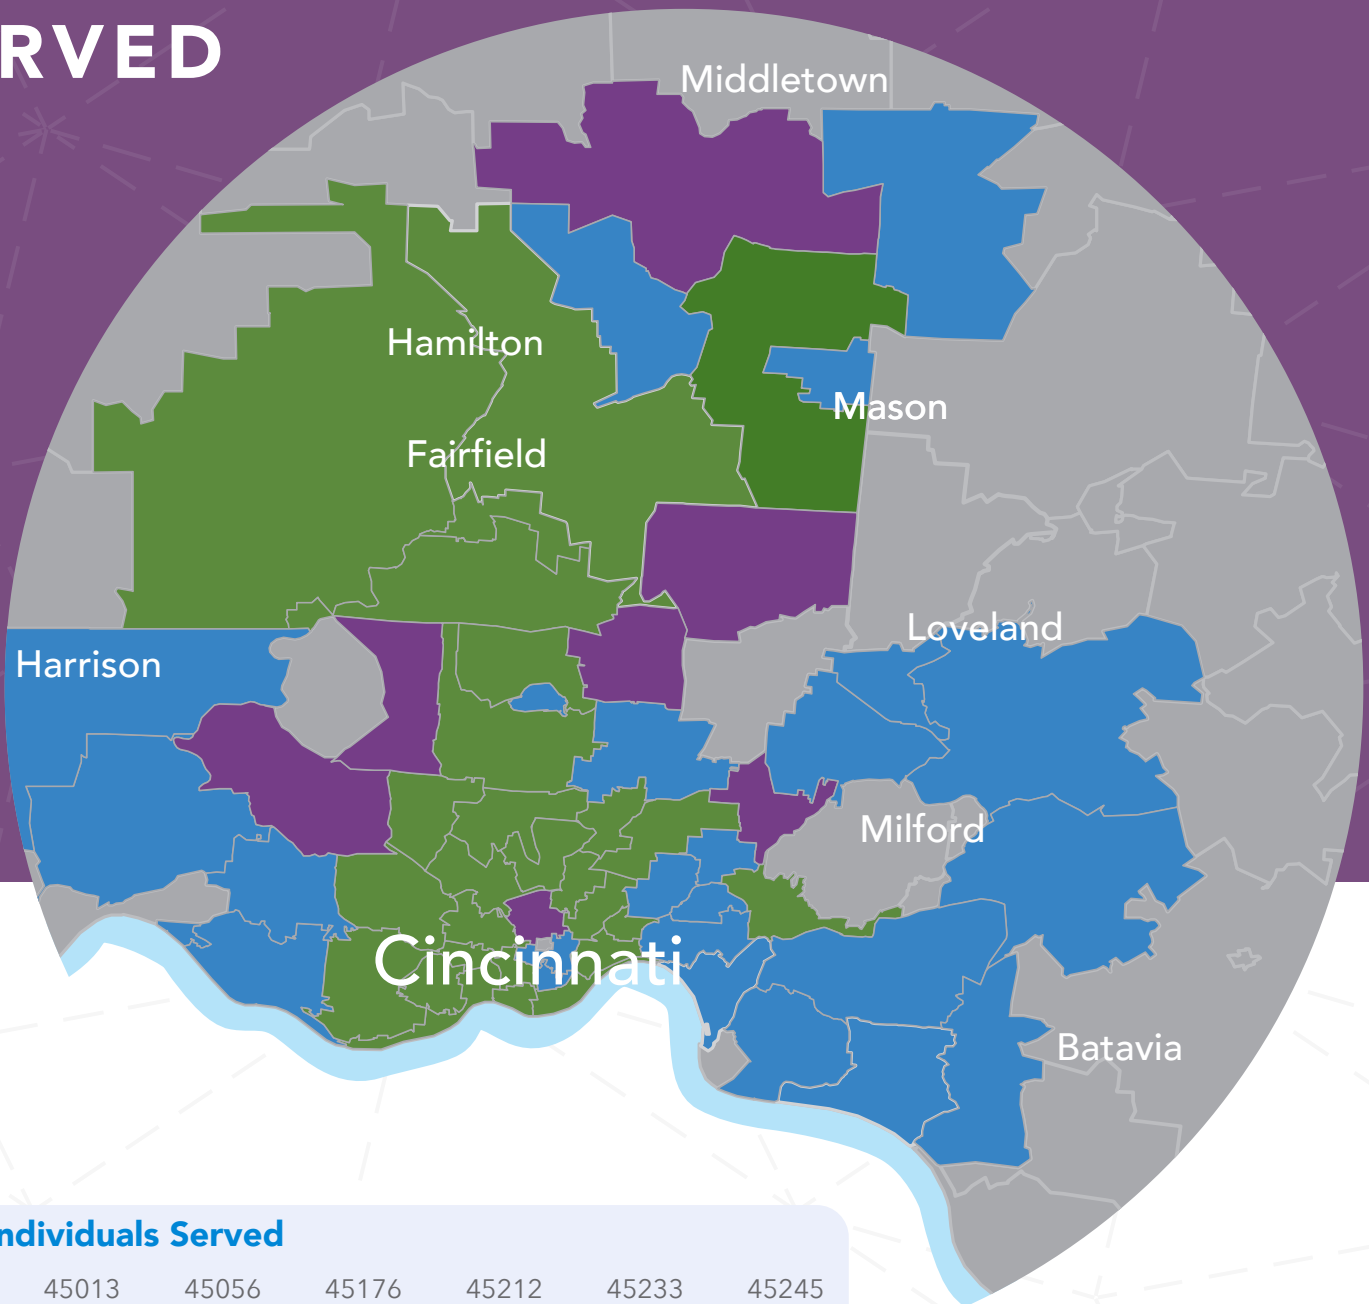 RVED
Middletown
Hamilton
Mason
Fairfield
Loveland
Harrison
Milford
Cincinnati
Batavia
ndividuals Served
45013 45056 45176 45212 45233 45245